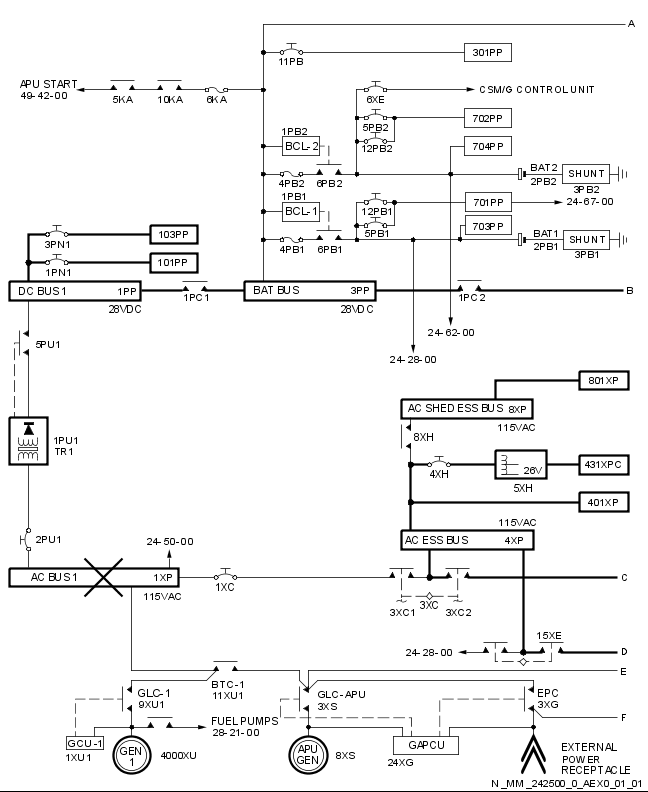 A
11PB
301PP
APU START
49-42-00
5KA
10KA
6KA
6XE
CSM/G CONTROL UNIT
5PB2
702PP
1PB2
BCL-2
12PB2
704PP
4PB2
6PB2
BAT2
2PB2
SHUNT
3PB2
1PB1
BCL-1
12PB1
701PP
24-67-00
5PB1
703PP
4PB1
6PB1
BAT1
2PB1
SHUNT
3PB1
3PN1
103PP
1PN1
101PP
DC BUS 1
1PP
28VDC
1PC1
BAT BUS
3PP
28VDC
1PC2
B
24-62-00
24-28-00
5PU1
1PU1
TR1
2PU1
801XP
AC SHED ESS BUS 8XP
115VAC
8XH
4XH
26V
5XH
431XPC
401XP
115VAC
AC ESS BUS
4XP
24-50-00
AC BUS 1
1XP
115VAC
1XC
3XC1
3XC
3XC2
C
24-28-00
15XE
D
E
GLC-1
9XU1
BTC-1
11XU1
GLC-APU
3XS
EPC
3XG
F
FUEL PUMPS
28-21-00
GCU-1
1XU1
GEN
1
4000XU
APU
GEN
8XS
GAPCU
24XG
EXTERNAL
POWER
RECEPTACLE
N_MM_242500_0_AEX0_01_01